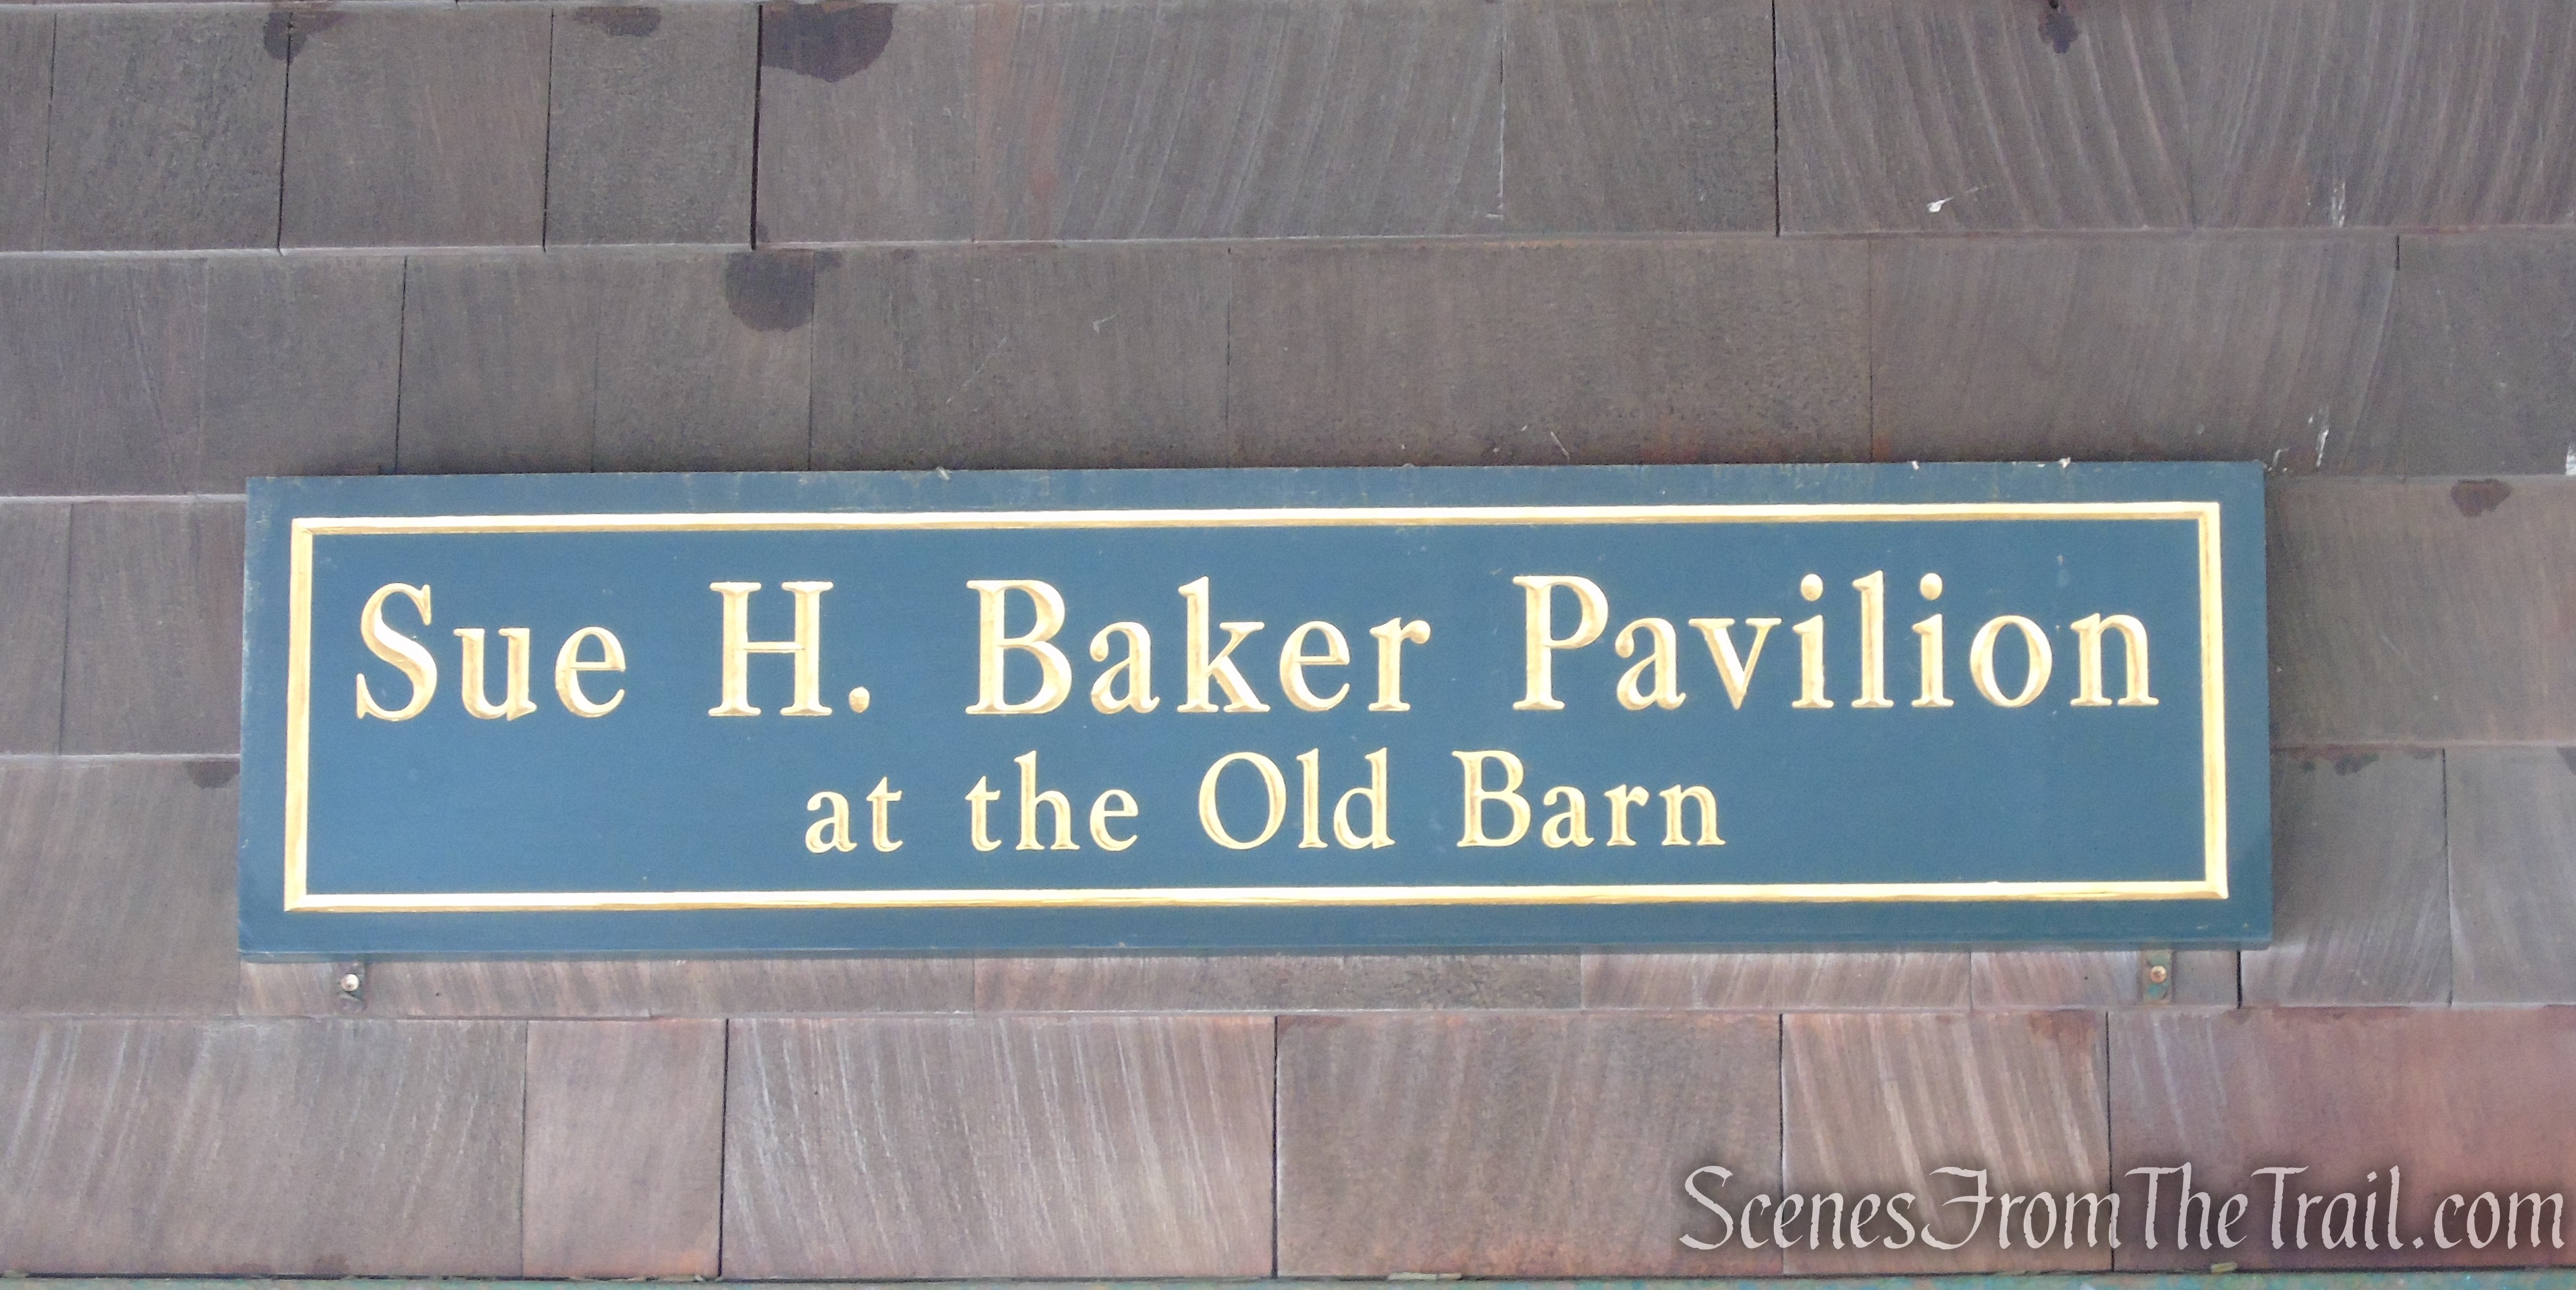 Sue H. Baker Pavilion
at the Old Barn
ScenesFromTheTrail.com